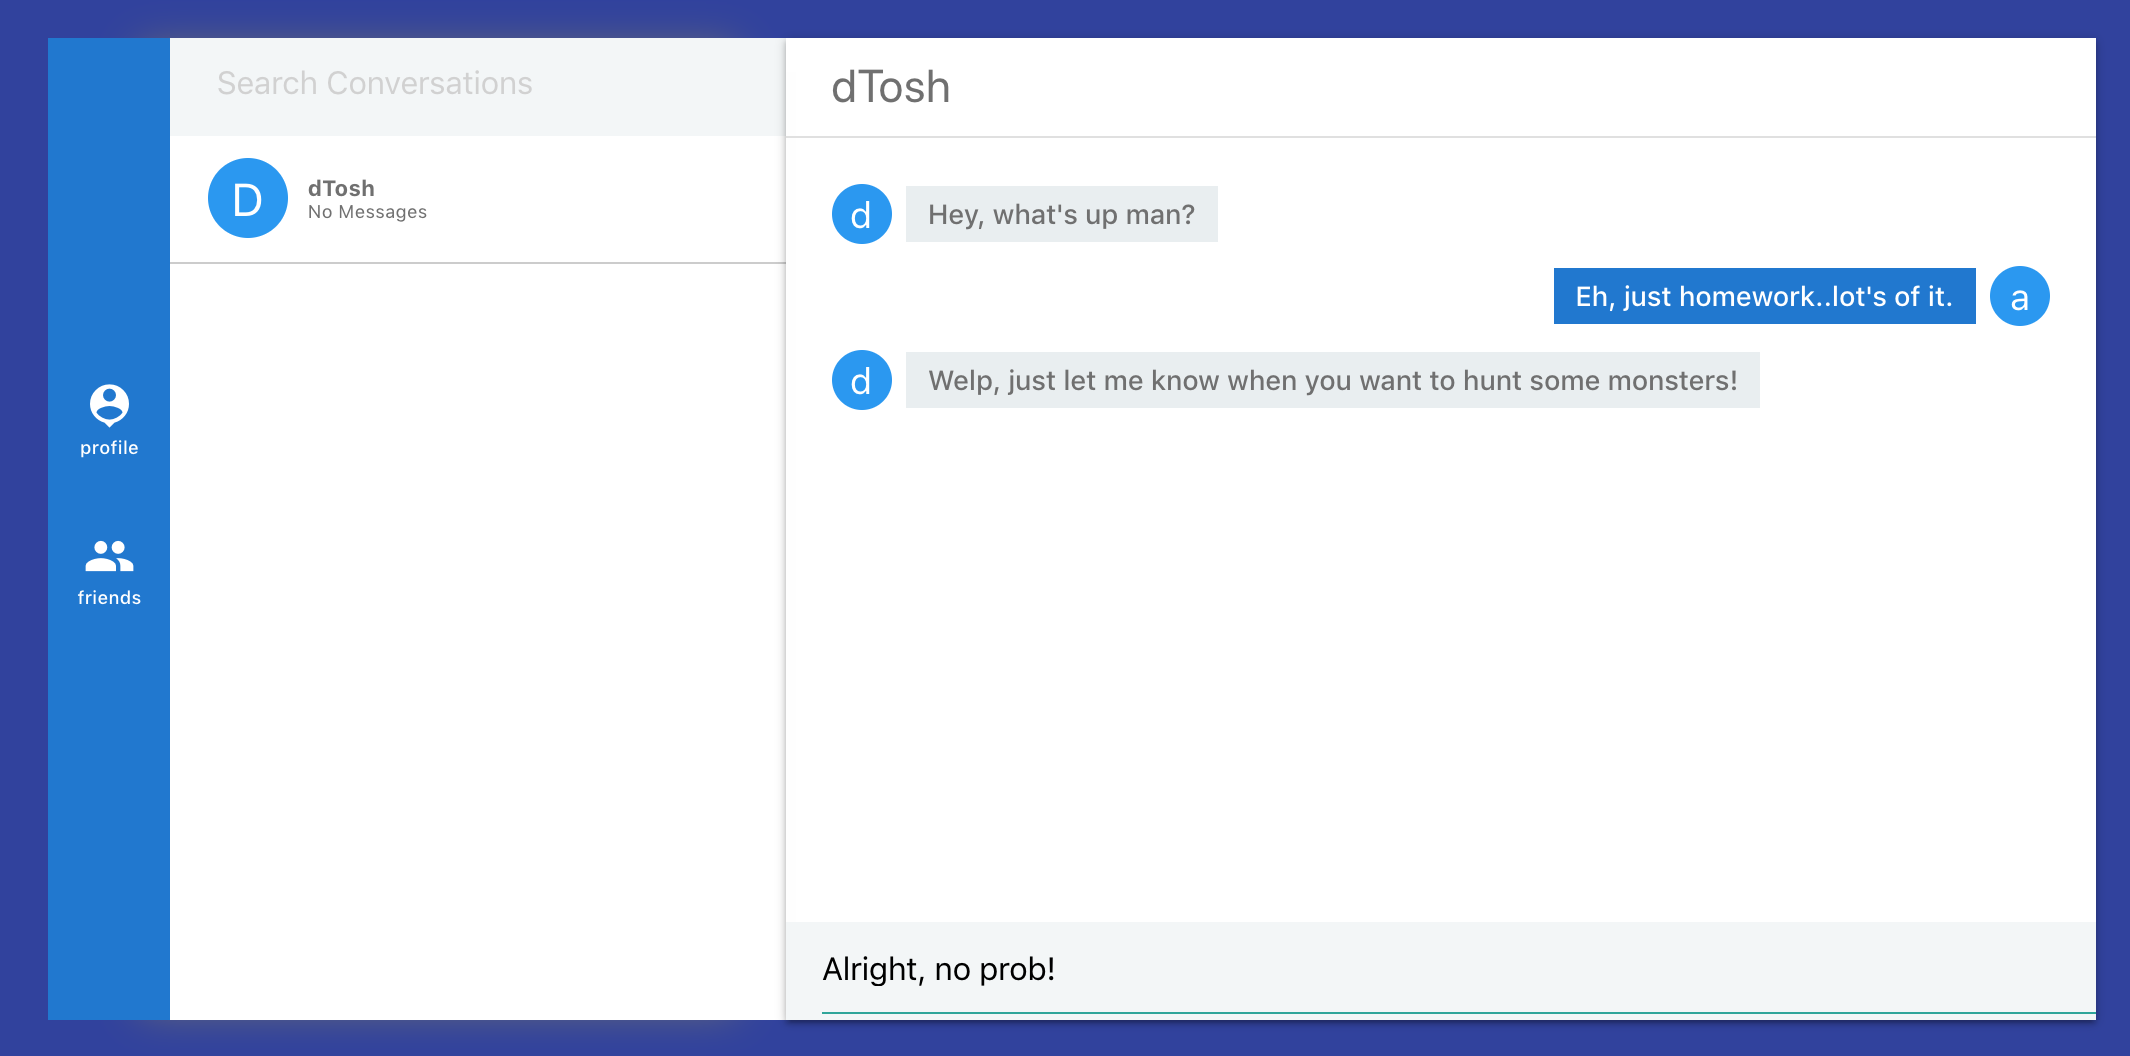 profile
friends
Search Conversations
D
dTosh
No Messages
dTosh
d
Hey, what's up man?
Eh, just homework..lot's of it.
a
d
Welp, just let me know when you want to hunt some monsters!
Alright, no prob!